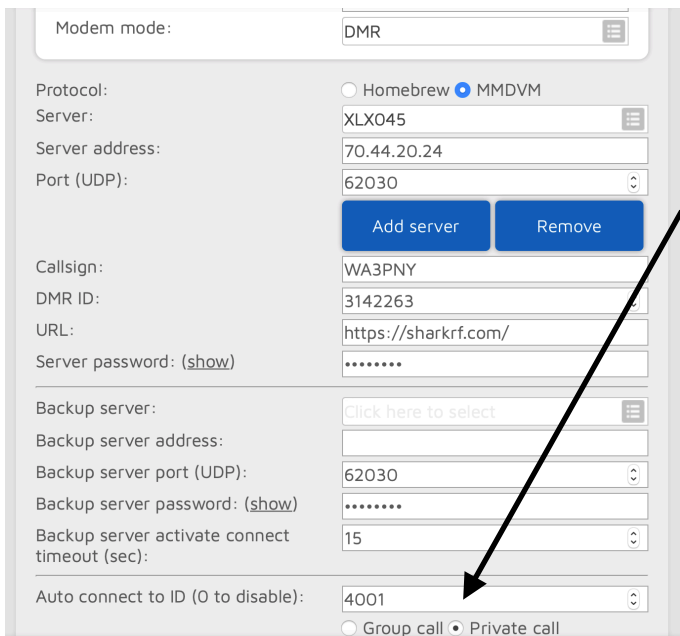 Modem mode: DMR
Protocol: Homebrew MMDVM
Server: XLX045
Server address: 70.44.20.24
Port (UDP): 62030
Add server Remove
Callsign: WA3PNY
DMR ID: 3142263
URL: https://sharkrf.com/
Server password: (show) ••••••••
Backup server: Click here to select
Backup server address:
Backup server port (UDP): 62030
Backup server password: (show) ••••••••
Backup server activate connect 15
timeout (sec):
Auto connect to ID (0 to disable): 4001
Group call Private call